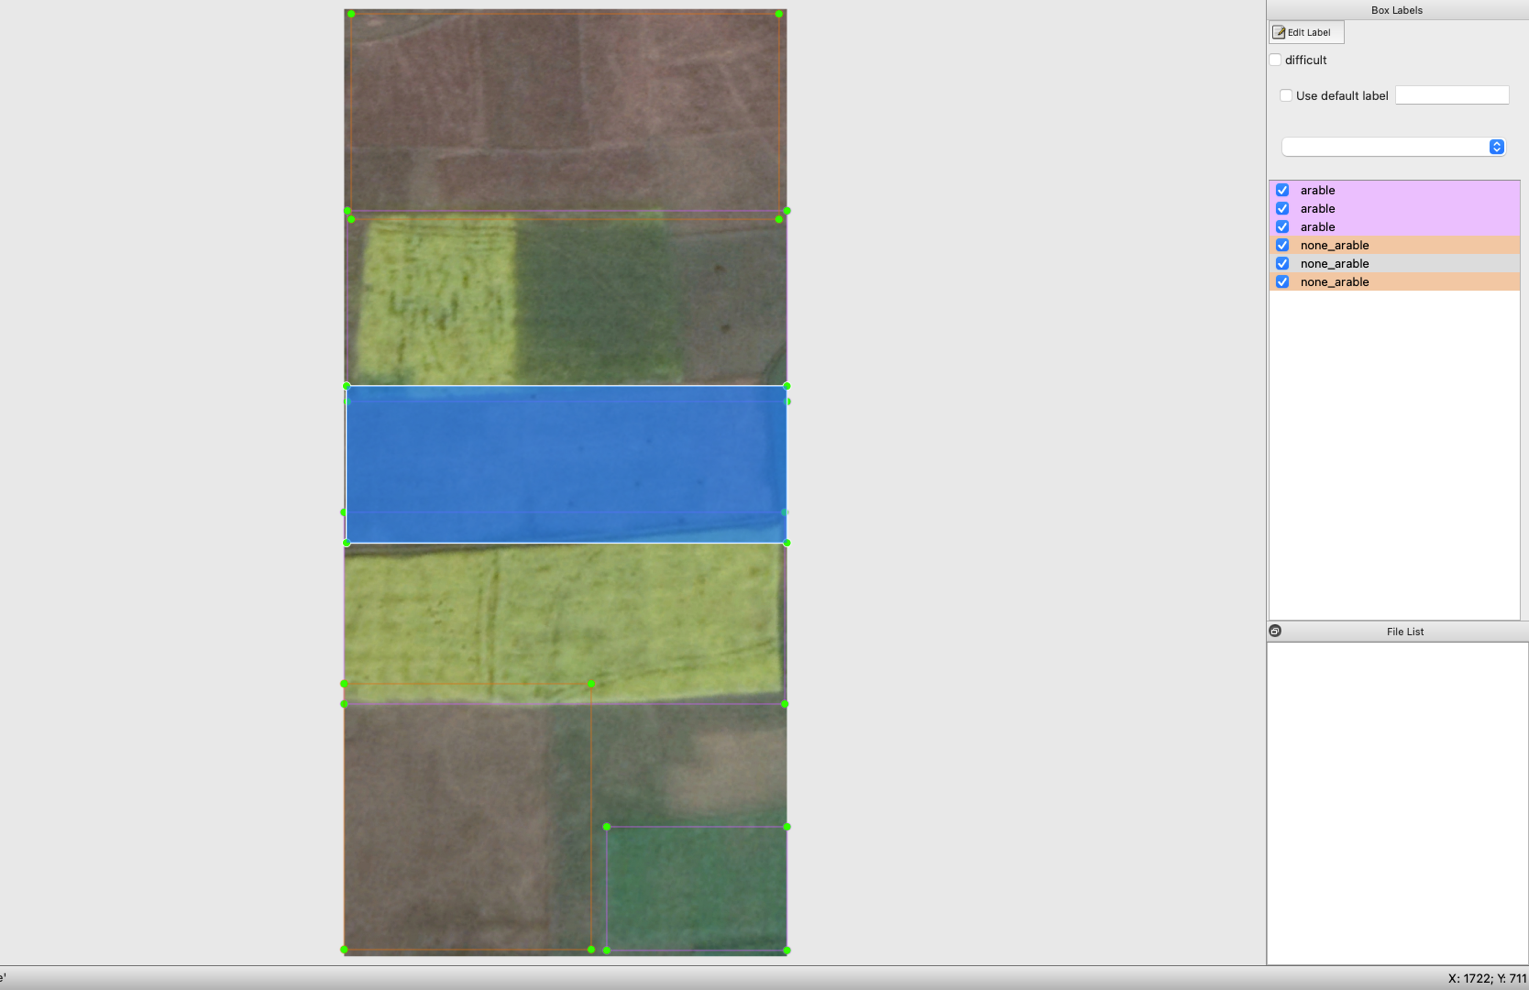 Box Labels
Edit Label
difficult
Use default label
arable
arable
arable
none_arable
none_arable
none_arable
File List
e'
X: 1722; Y: 711